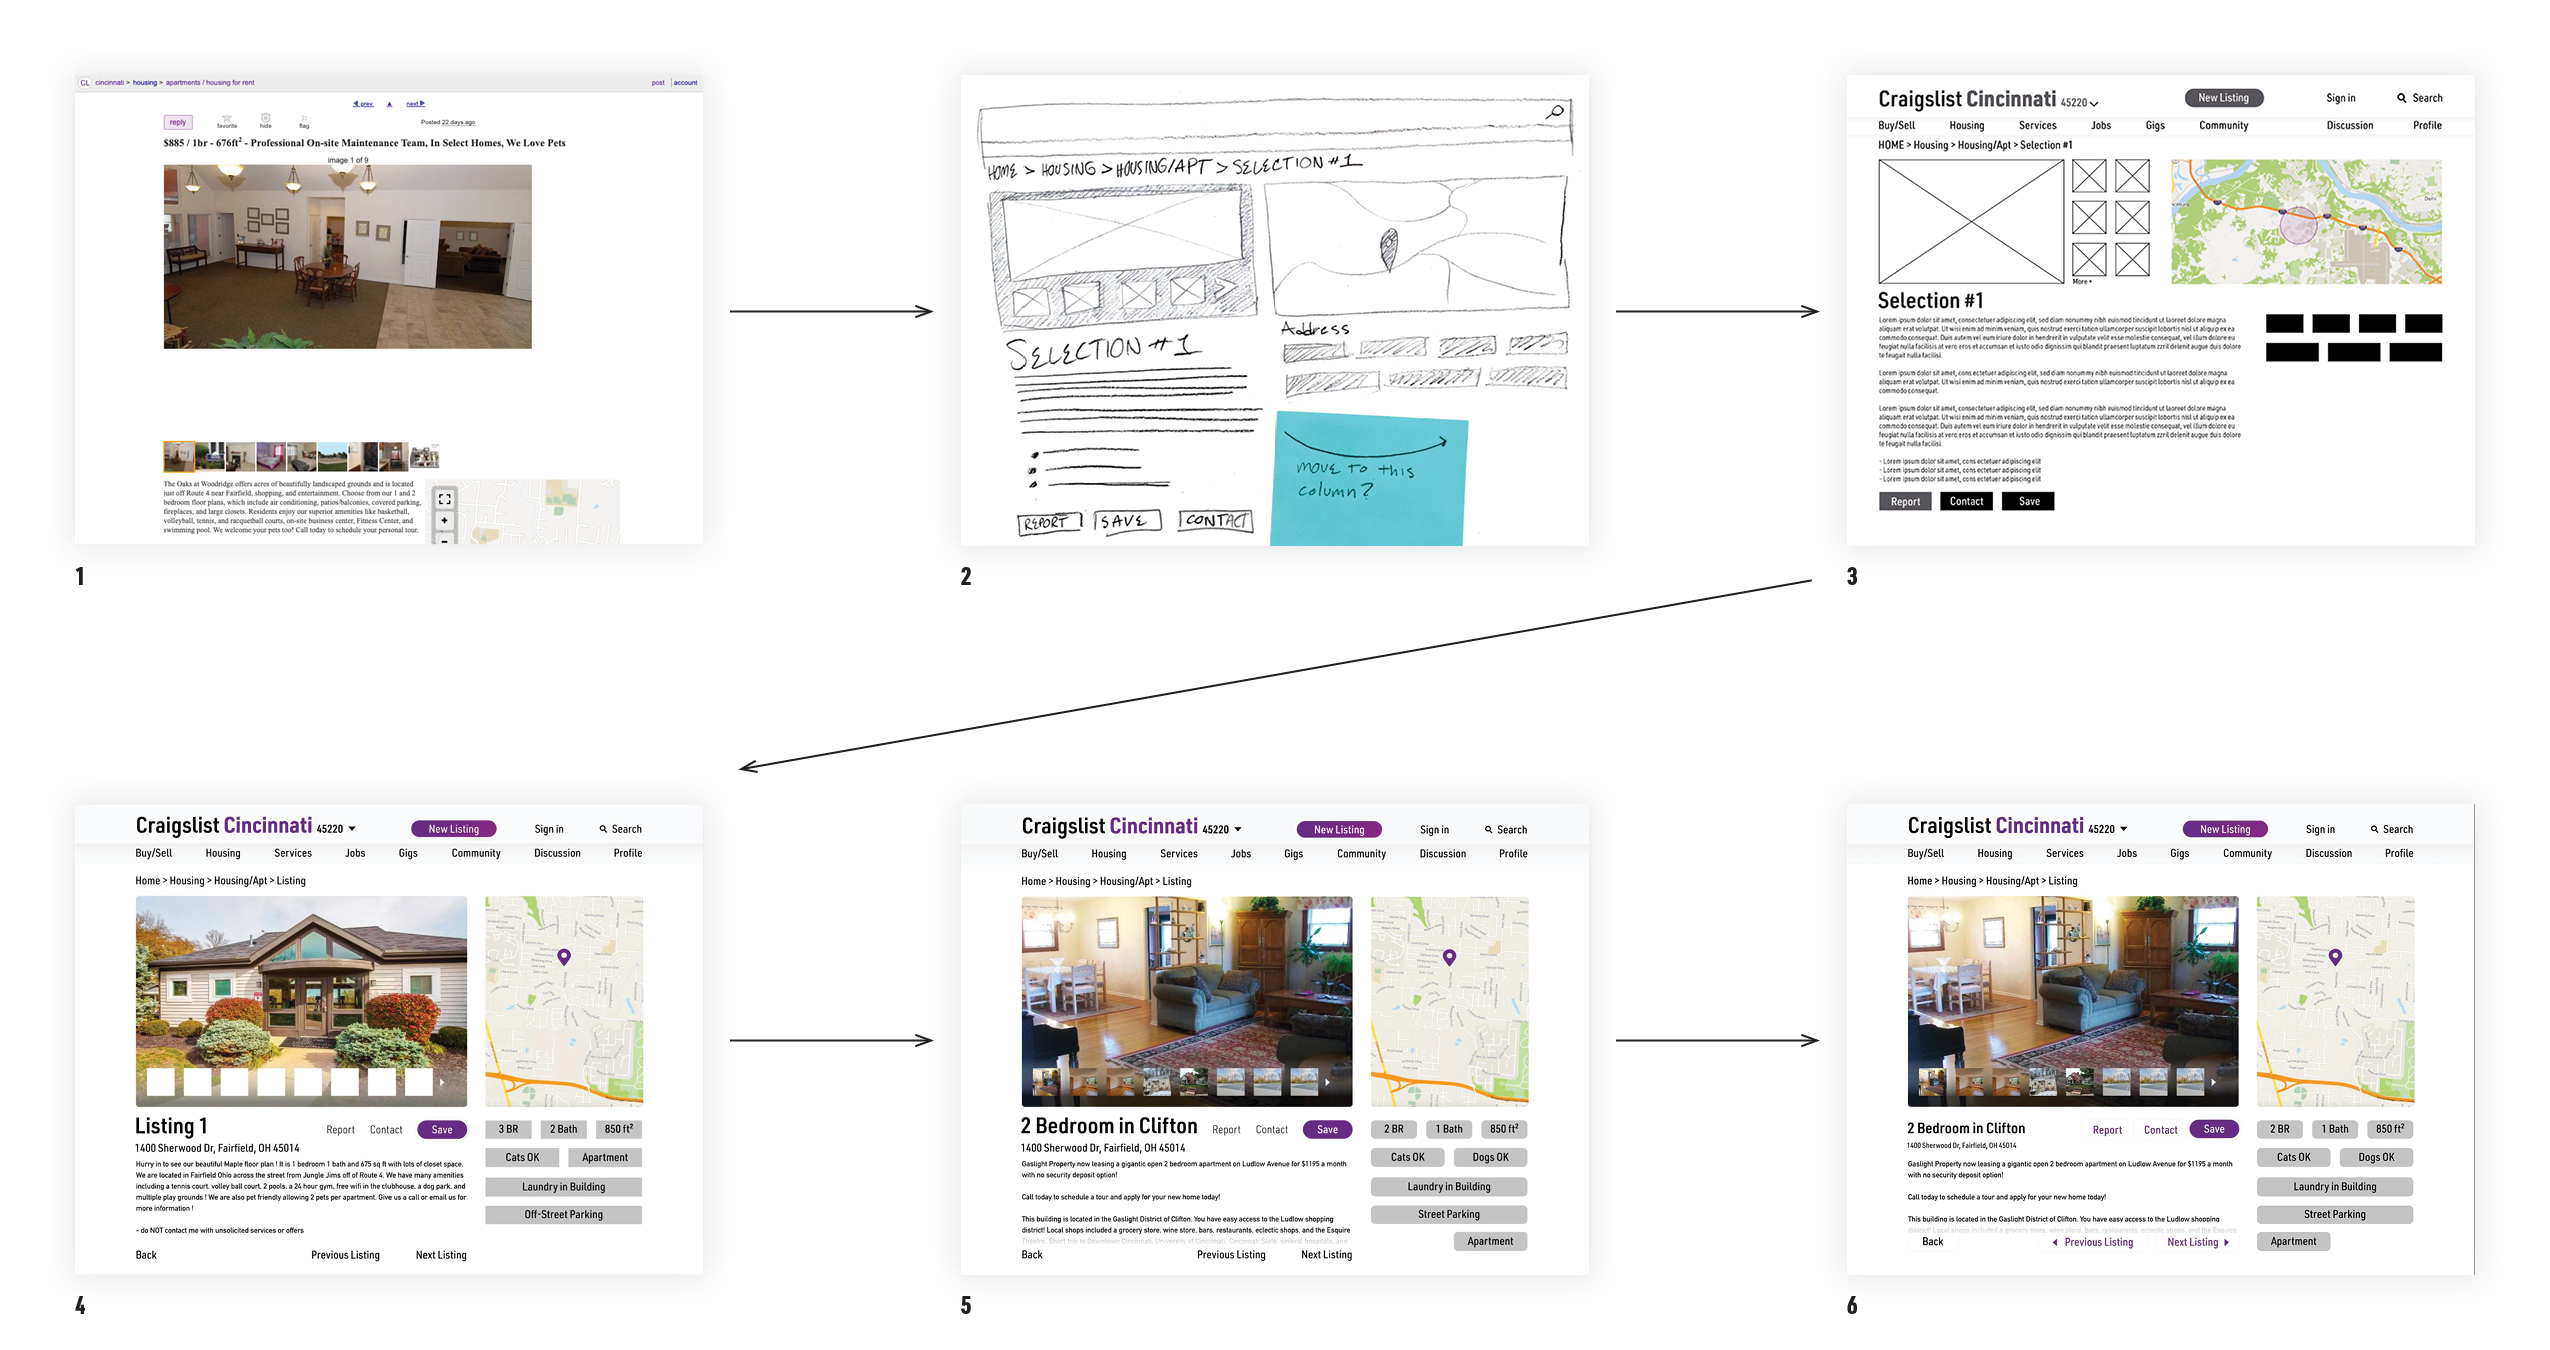 CL cincinnati > housing > apartments / housing for rent
post account
prev next
reply favorite hide flag
Posted 22 days ago
$885 / 1br - 676ft² - Professional On-site Maintenance Team, In Select Homes, We Love Pets
image 1 of 9
The Oaks at Woodridge offers acres of beautifully landscaped grounds and is located
just off Route 4 near Fairfield, shopping, and entertainment. Choose from our 1 and 2
bedroom floor plans, which include air conditioning, patios/balconies, covered parking,
fireplaces, and large closets. Residents enjoy our superior amenities like basketball,
volleyball, tennis, and racquetball courts, on-site business center, Fitness Center, and
swimming pool. We welcome your pets too! Call today to schedule your personal tour.
+
−
1
HOME > HOUSING > HOUSING/APT > SELECTION #1
Address
SELECTION #1
move to this
column?
REPORT SAVE CONTACT
2
Craigslist Cincinnati 45220
New Listing Sign in Search
Buy/Sell Housing Services Jobs Gigs Community Discussion Profile
HOME > Housing > Housing/Apt > Selection #1
More
Selection #1
Lorem ipsum dolor sit amet, consectetuer adipiscing elit, sed diam nonummy nibh euismod tincidunt ut laoreet dolore magna
aliquam erat volutpat. Ut wisi enim ad minim veniam, quis nostrud exerci tation ullamcorper suscipit lobortis nisl ut aliquip ex ea
commodo consequat. Duis autem vel eum iriure dolor in hendrerit in vulputate velit esse molestie consequat, vel illum dolore eu
feugiat nulla facilisis at vero eros et accumsan et iusto odio dignissim qui blandit praesent luptatum zzril delenit augue duis dolore
te feugait nulla facilisi.
Lorem ipsum dolor sit amet, cons ectetuer adipiscing elit, sed diam nonummy nibh euismod tincidunt ut laoreet dolore magna
aliquam erat volutpat. Ut wisi enim ad minim veniam, quis nostrud exerci tation ullamcorper suscipit lobortis nisl ut aliquip ex ea
commodo consequat.
Lorem ipsum dolor sit amet, consectetuer adipiscing elit, sed diam nonummy nibh euismod tincidunt ut laoreet dolore magna
aliquam erat volutpat. Ut wisi enim ad minim veniam, quis nostrud exerci tation ullamcorper suscipit lobortis nisl ut aliquip ex ea
commodo consequat. Duis autem vel eum iriure dolor in hendrerit in vulputate velit esse molestie consequat, vel illum dolore eu
feugiat nulla facilisis at vero eros et accumsan et iusto odio dignissim qui blandit praesent luptatum zzril delenit augue duis dolore
te feugait nulla facilisi.
- Lorem ipsum dolor sit amet, cons ectetuer adipiscing elit
- Lorem ipsum dolor sit amet, cons ectetuer adipiscing elit
- Lorem ipsum dolor sit amet, cons ectetuer adipiscing elit
Report Contact Save
3
Craigslist Cincinnati 45220
New Listing Sign in Search
Buy/Sell Housing Services Jobs Gigs Community Discussion Profile
Home > Housing > Housing/Apt > Listing
Listing 1
Report Contact Save
1400 Sherwood Dr, Fairfield, OH 45014
Hurry in to see our beautiful Maple floor plan ! It is 1 bedroom 1 bath and 675 sq ft with lots of closet space.
We are located in Fairfield Ohio across the street from Jungle Jims off of Route 4. We have many amenities
including a tennis court, volley ball court, 2 pools, a 24 hour gym, free wifi in the clubhouse, a dog park, and
multiple play grounds ! We are also pet friendly allowing 2 pets per apartment. Give us a call or email us for
more information !
- do NOT contact me with unsolicited services or offers
Back Previous Listing Next Listing
3 BR 2 Bath 850 ft²
Cats OK Apartment
Laundry in Building
Off-Street Parking
4
Craigslist Cincinnati 45220
New Listing Sign in Search
Buy/Sell Housing Services Jobs Gigs Community Discussion Profile
Home > Housing > Housing/Apt > Listing
2 Bedroom in Clifton
Report Contact Save
1400 Sherwood Dr, Fairfield, OH 45014
Gaslight Property now leasing a gigantic open 2 bedroom apartment on Ludlow Avenue for $1195 a month
with no security deposit option!
Call today to schedule a tour and apply for your new home today!
This building is located in the Gaslight District of Clifton. You have easy access to the Ludlow shopping
district! Local shops included a grocery store, wine store, bars, restaurants, eclectic shops, and the Esquire
Theatre. Short trip to Downtown Cincinnati, University of Cincinnati, Cincinnati State, several hospitals, and
Back Previous Listing Next Listing
2 BR 1 Bath 850 ft²
Cats OK Dogs OK
Laundry in Building
Street Parking
Apartment
5
Craigslist Cincinnati 45220
New Listing Sign in Search
Buy/Sell Housing Services Jobs Gigs Community Discussion Profile
Home > Housing > Housing/Apt > Listing
2 Bedroom in Clifton
Report Contact Save
1400 Sherwood Dr, Fairfield, OH 45014
Gaslight Property now leasing a gigantic open 2 bedroom apartment on Ludlow Avenue for $1195 a month
with no security deposit option!
Call today to schedule a tour and apply for your new home today!
This building is located in the Gaslight District of Clifton. You have easy access to the Ludlow shopping
district! Local shops included a grocery store, wine store, bars, restaurants, eclectic shops, and the Esquire
Back Previous Listing Next Listing
2 BR 1 Bath 850 ft²
Cats OK Dogs OK
Laundry in Building
Street Parking
Apartment
6